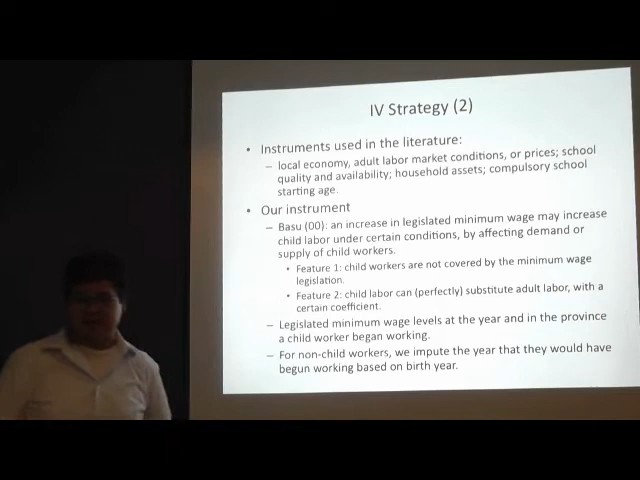 IV Strategy (2)
• Instruments used in the literature:
– local economy, adult labor market conditions, or prices; school
quality and availability; household assets; compulsory school
starting age.
• Our instrument
– Basu (00): an increase in legislated minimum wage may increase
child labor under certain conditions, by affecting demand or
supply of child workers.
• Feature 1: child workers are not covered by the minimum wage
legislation.
• Feature 2: child labor can (perfectly) substitute adult labor, with a
certain coefficient.
– Legislated minimum wage levels at the year and in the province
a child worker began working.
– For non-child workers, we impute the year that they would have
begun working based on birth year.